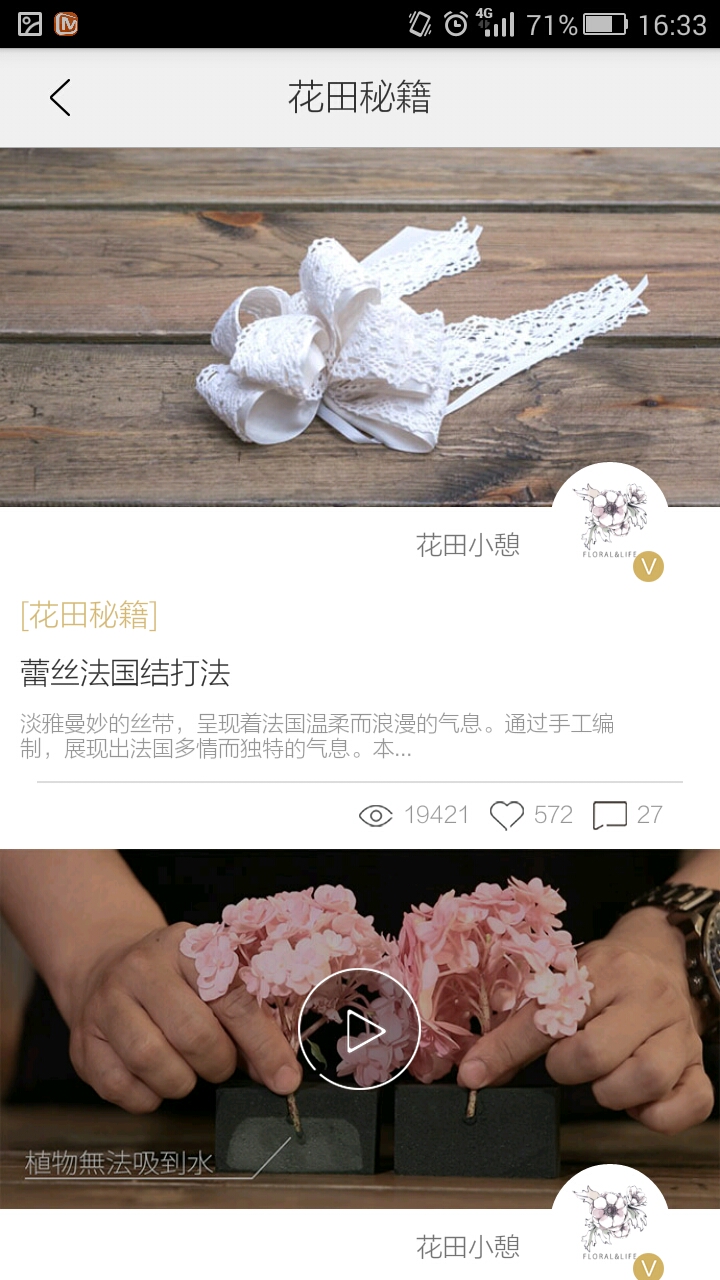 4G 71% 16:33
花田秘籍
花田小憩
FLORAL&LIFE
V
[花田秘籍]
蕾丝法国结打法
淡雅曼妙的丝带，呈现着法国温柔而浪漫的气息。通过手工编
制，展现出法国多情而独特的气息。本...
19421 572 27
植物無法吸到水
花田小憩
FLORAL&LIFE
V